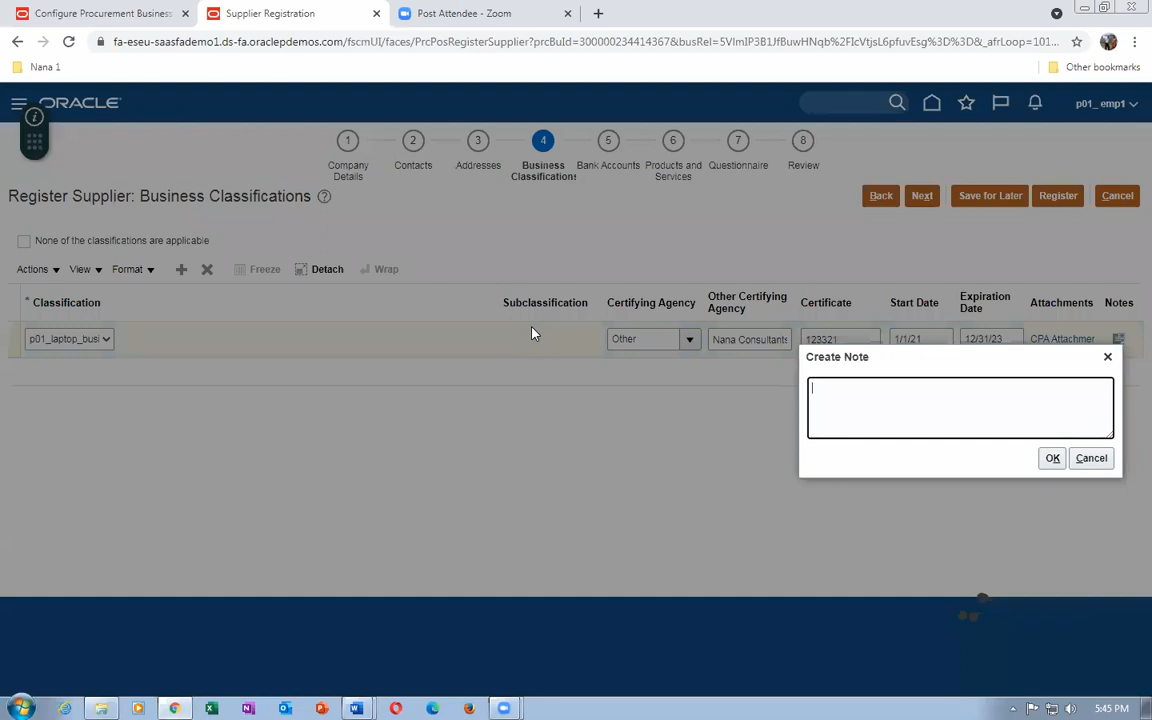 Configure Procurement Business
Supplier Registration
Post Attendee - Zoom
fa-eseu-saasfademo1.ds-fa.oraclepdemos.com/fscmUI/faces/PrcPosRegisterSupplier?prcBuId=300000234414367&busRel=5VlmIP3B1JfBuwHNqb%2FIcVtjsL6pfuvEsg%3D%3D&_afrLoop=101...
Nana 1
Other bookmarks
ORACLE
p01_ emp1
1 2 3 4 5 6 7 8
Company Details
Contacts
Addresses
Business Classifications
Bank Accounts
Products and Services
Questionnaire
Review
Register Supplier: Business Classifications
Back Next Save for Later Register Cancel
None of the classifications are applicable
Actions View Format Freeze Detach Wrap
* Classification Subclassification Certifying Agency Other Certifying Agency Certificate Start Date Expiration Date Attachments Notes
p01_laptop_busi Other Nana Consultants 123321 1/1/21 12/31/23 CPA Attachmer
Create Note
OK Cancel
5:45 PM